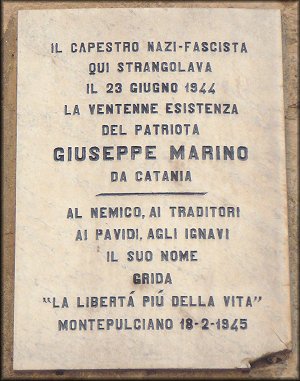 IL CAPESTRO NAZI-FASCISTA
QUI STRANGOLAVA
IL 23 GIUGNO 1944
LA VENTENNE ESISTENZA
DEL PATRIOTA
GIUSEPPE MARINO
DA CATANIA
AL NEMICO, AI TRADITORI
AI PAVIDI, AGLI IGNAVI
IL SUO NOME
GRIDA
"LA LIBERTÁ PIÚ DELLA VITA"
MONTEPULCIANO 18-2-1945